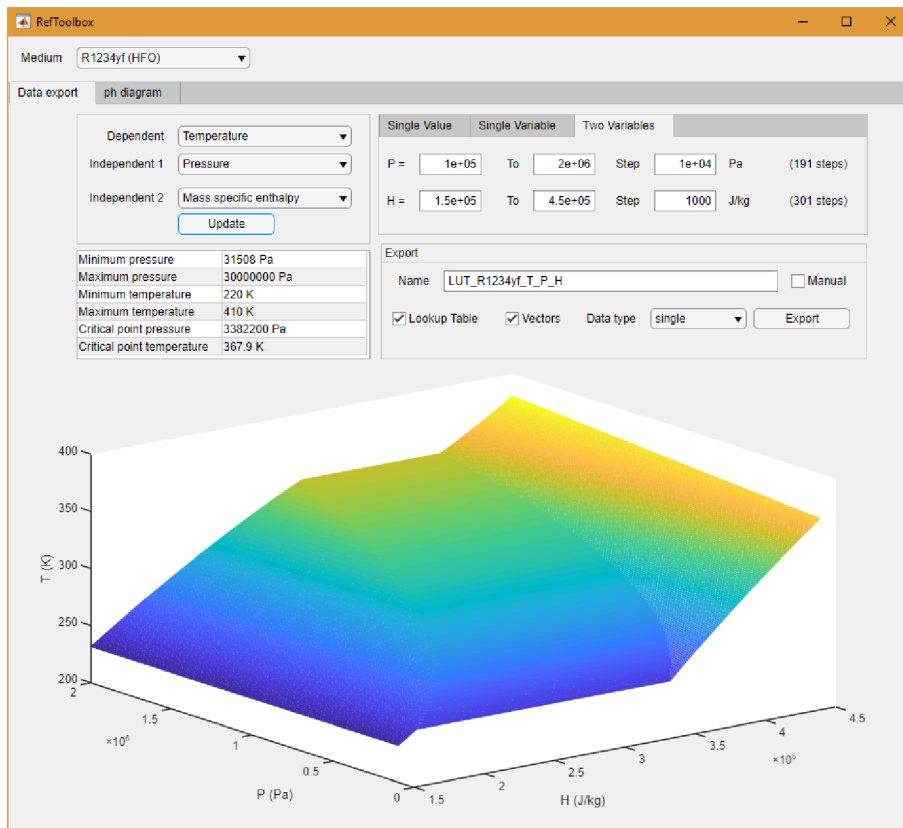 RefToolbox
Medium R1234yf (HFO)
Data export ph diagram
Dependent Temperature
Independent 1 Pressure
Independent 2 Mass specific enthalpy
Update
Single Value Single Variable Two Variables
P = 1e+05 To 2e+06 Step 1e+04 Pa (191 steps)
H = 1.5e+05 To 4.5e+05 Step 1000 J/kg (301 steps)
Minimum pressure 31508 Pa
Maximum pressure 30000000 Pa
Minimum temperature 220 K
Maximum temperature 410 K
Critical point pressure 3382200 Pa
Critical point temperature 367.9 K
Export
Name LUT_R1234yf_T_P_H Manual
Lookup Table Vectors Data type single Export
400
350
300
250
200
T (K)
2
1.5
1
0.5
0
×10⁶
P (Pa)
1.5
2
2.5
3
3.5
4
4.5
×10⁵
H (J/kg)